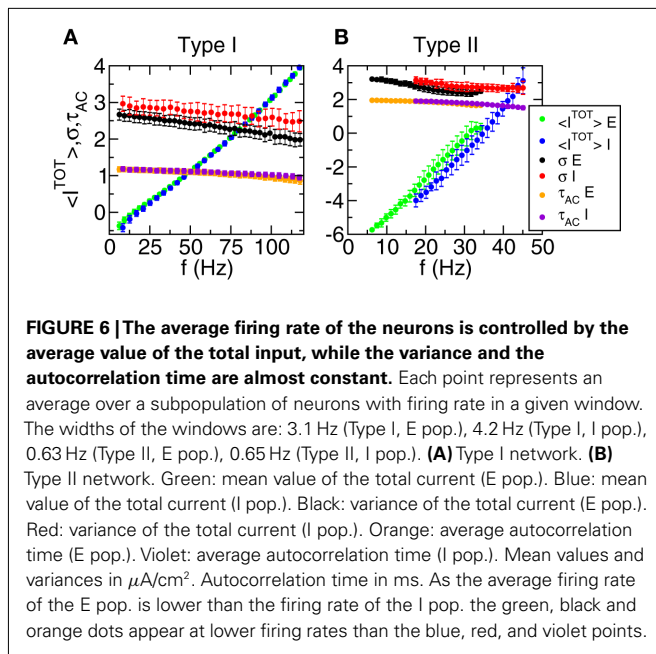 A Type I B Type II
<I^TOT>,σ,τ_AC
4
3
2
1
0
0 25 50 75 100
f (Hz)
4
2
0
-2
-4
-6
0 10 20 30 40 50
f (Hz)
<I^TOT> E
<I^TOT> I
σ E
σ I
τ_AC E
τ_AC I
FIGURE 6 | The average firing rate of the neurons is controlled by the
average value of the total input, while the variance and the
autocorrelation time are almost constant. Each point represents an
average over a subpopulation of neurons with firing rate in a given window.
The widths of the windows are: 3.1 Hz (Type I, E pop.), 4.2 Hz (Type I, I pop.),
0.63 Hz (Type II, E pop.), 0.65 Hz (Type II, I pop.). (A) Type I network. (B)
Type II network. Green: mean value of the total current (E pop.). Blue: mean
value of the total current (I pop.). Black: variance of the total current (E pop.).
Red: variance of the total current (I pop.). Orange: average autocorrelation
time (E pop.). Violet: average autocorrelation time (I pop.). Mean values and
variances in μA/cm². Autocorrelation time in ms. As the average firing rate
of the E pop. is lower than the firing rate of the I pop. the green, black and
orange dots appear at lower firing rates than the blue, red, and violet points.